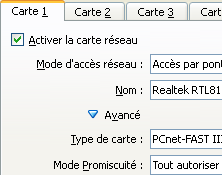 Carte 1 Carte 2 Carte 3 Carte
Activer la carte réseau
Mode d'accès réseau : Accès par pont
Nom : Realtek RTL81
Avancé
Type de carte : PCnet-FAST III
Mode Promiscuité : Tout autoriser